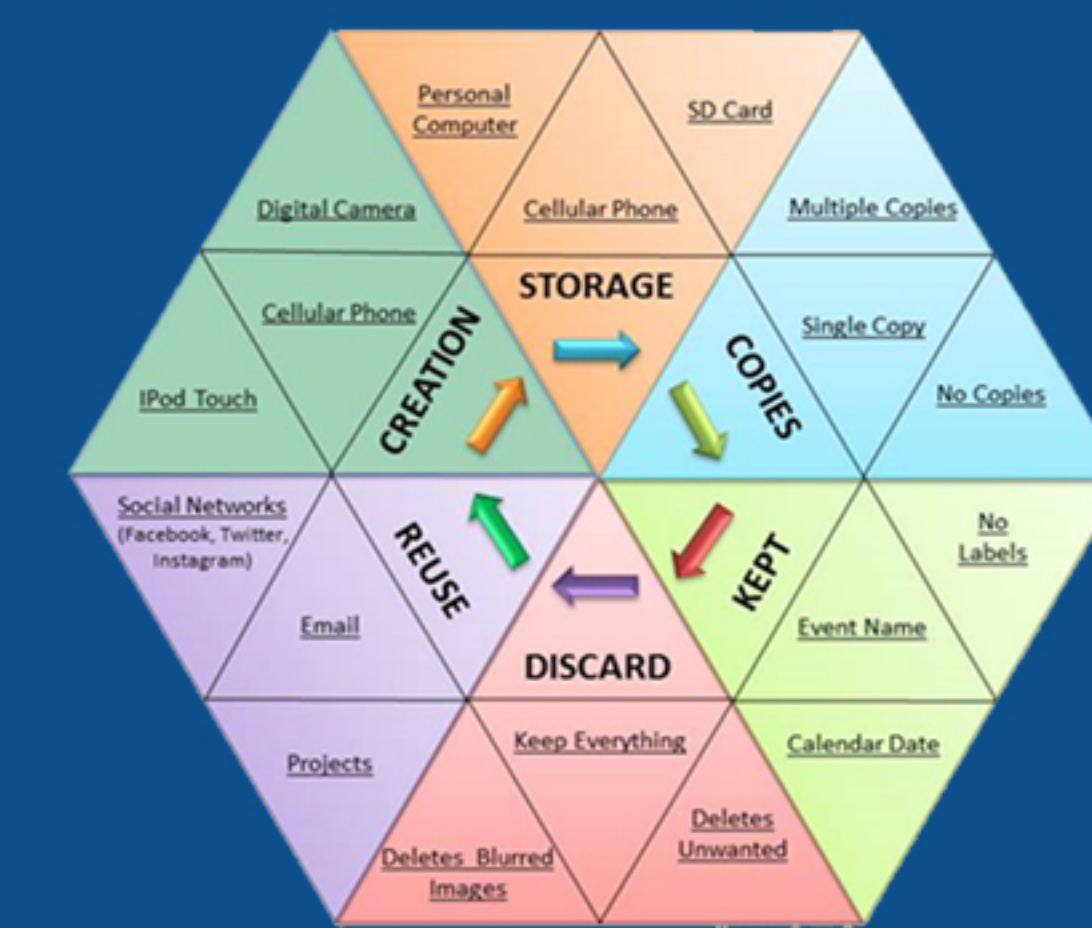 Personal
Computer
SD Card
Digital Camera
Cellular Phone
Multiple Copies
STORAGE
Cellular Phone
Single Copy
CREATION
COPIES
IPod Touch
No Copies
Social Networks
(Facebook, Twitter,
Instagram)
No
Labels
REUSE
KEPT
Email
Event Name
DISCARD
Keep Everything
Calendar Date
Projects
Deletes
Unwanted
Deletes Blurred
Images